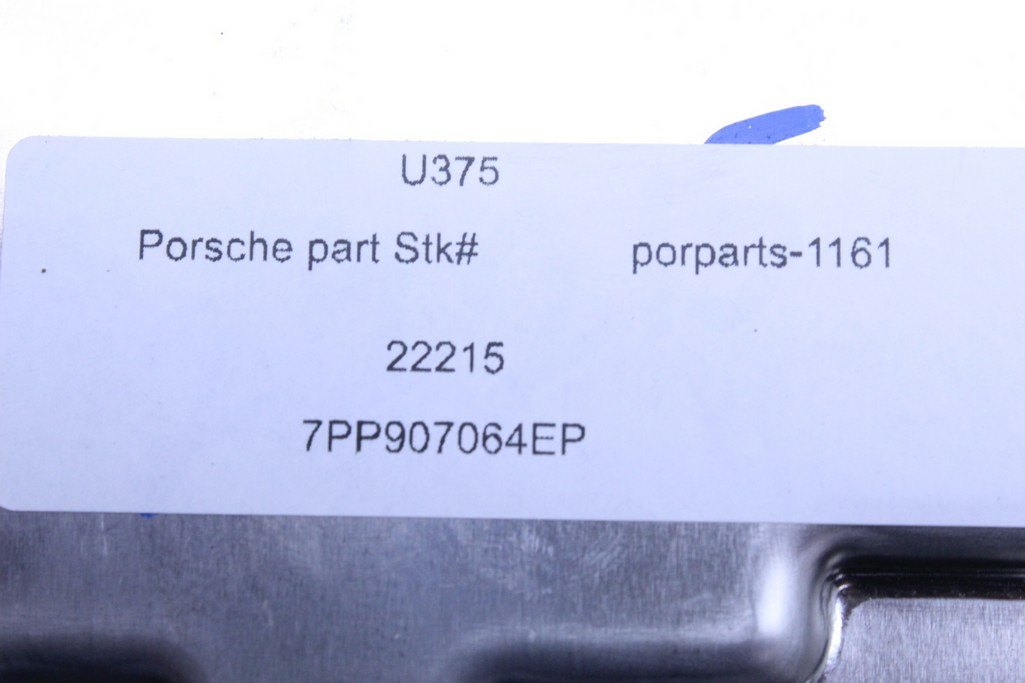 U375
Porsche part Stk# porparts-1161
22215
7PP907064EP